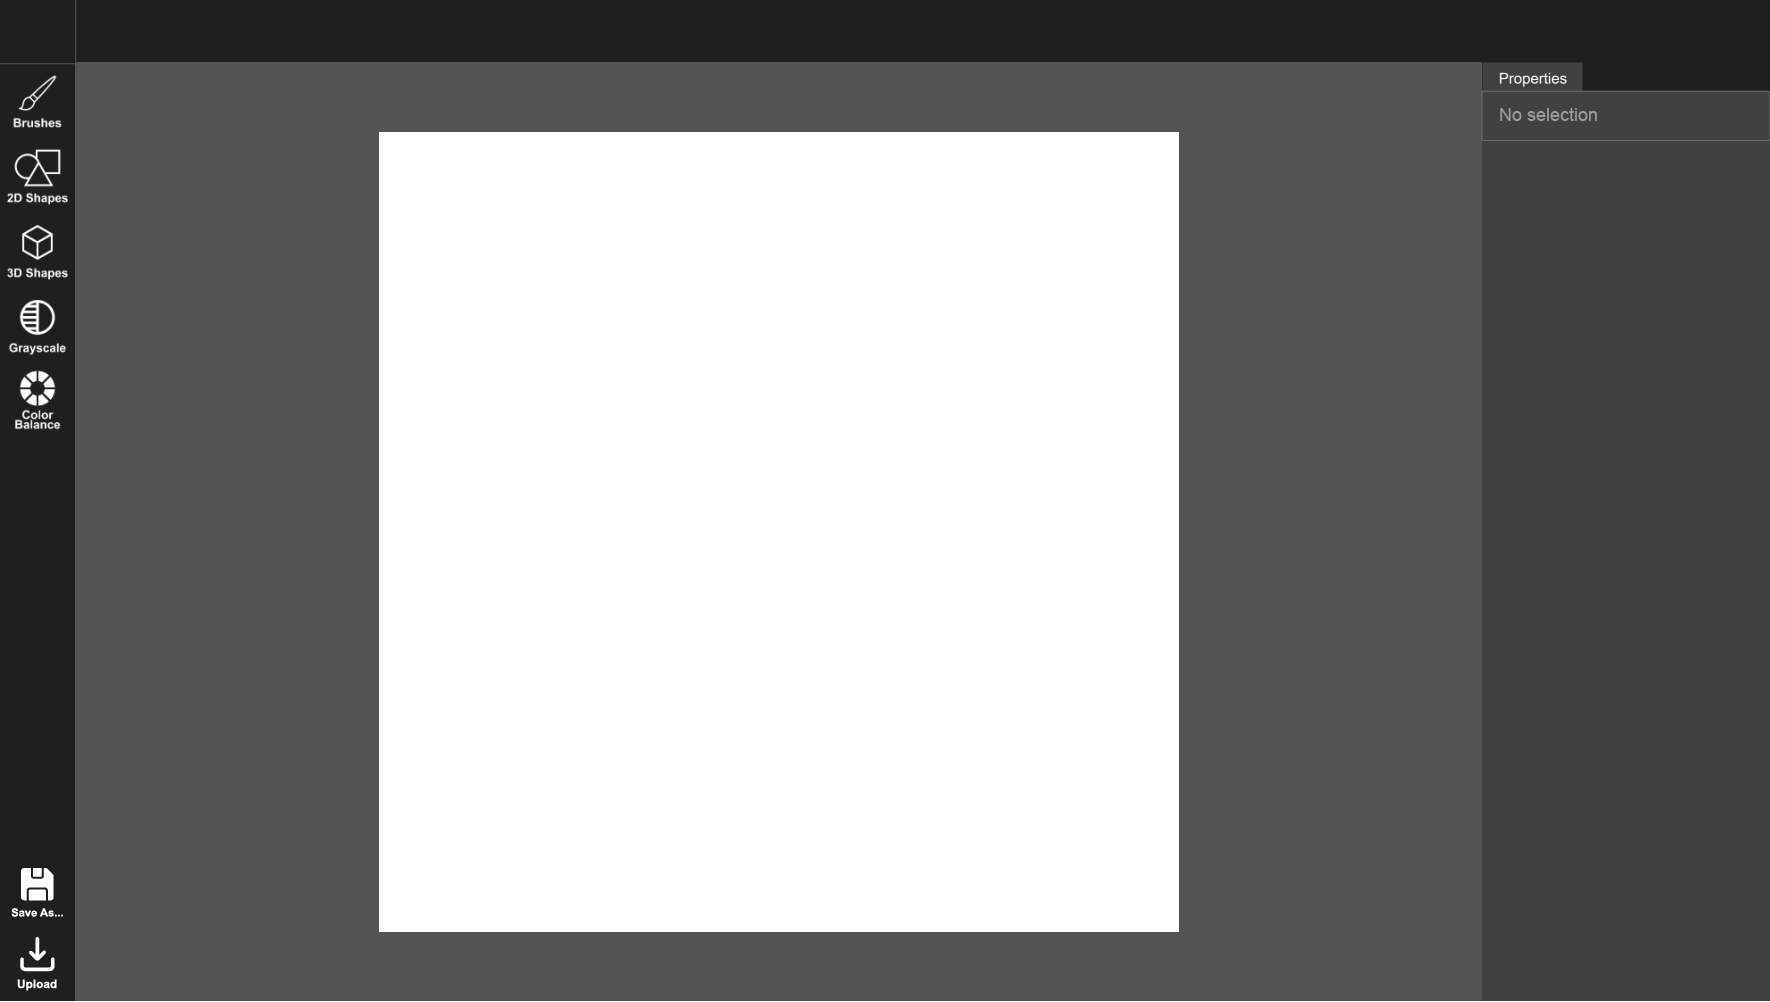 Brushes
2D Shapes
3D Shapes
Grayscale
Color
Balance
Save As...
Upload
Properties
No selection